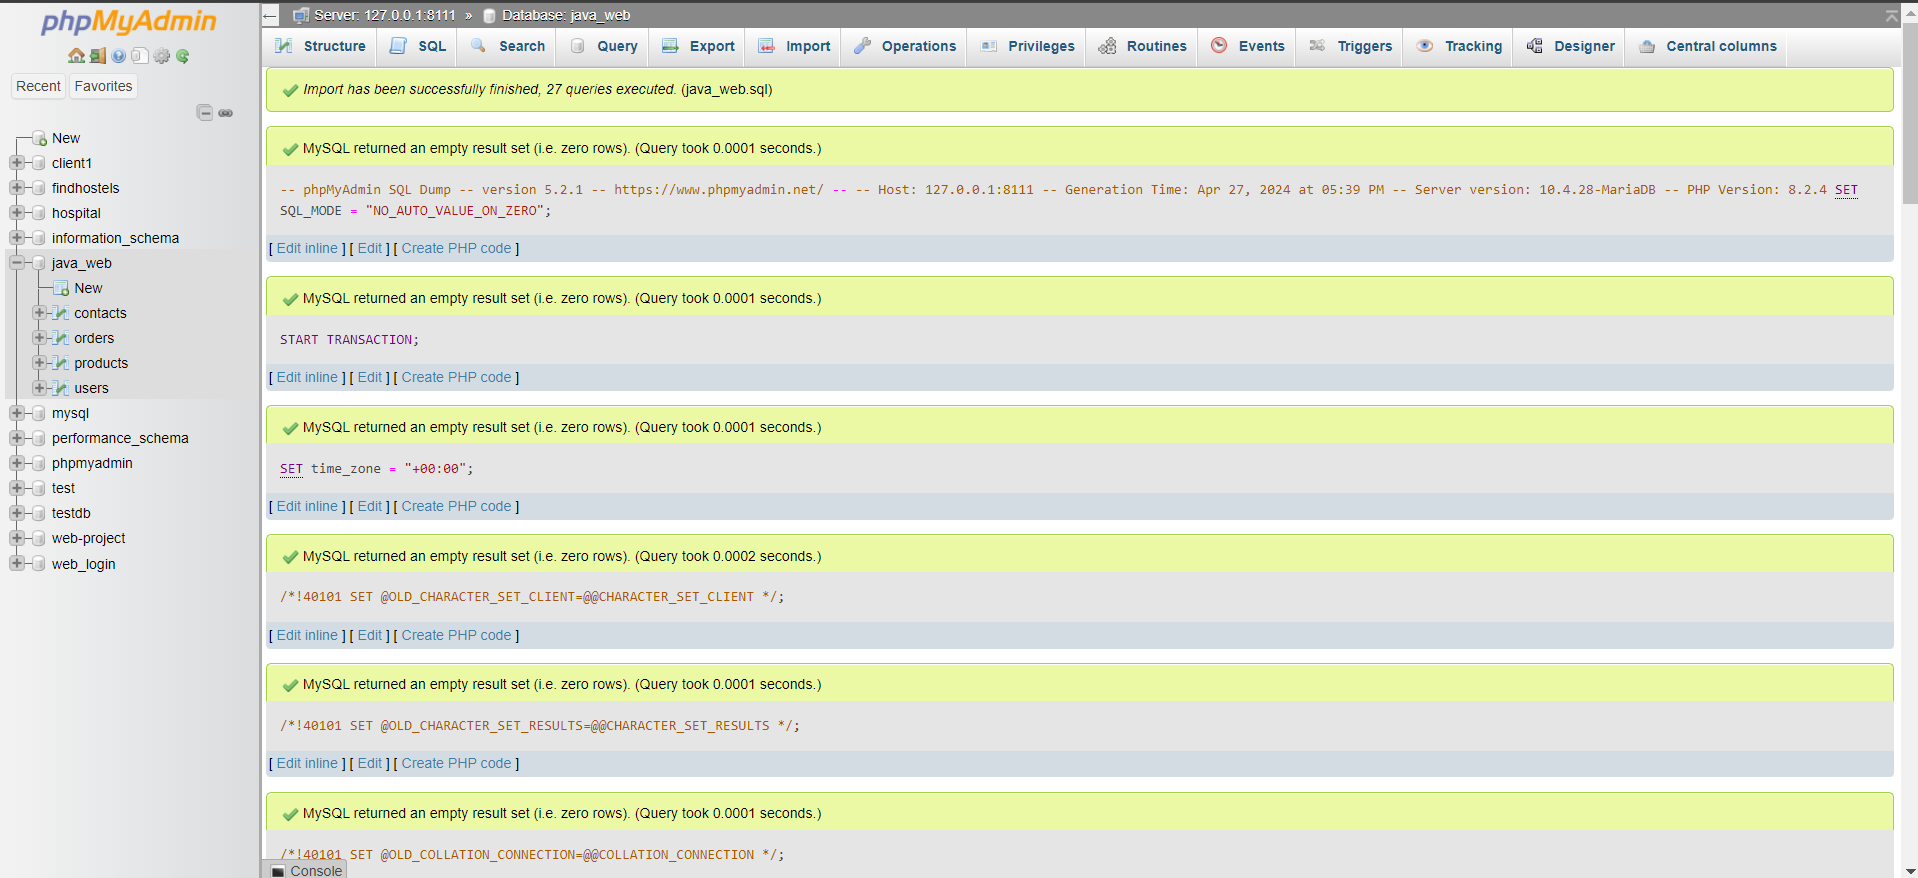 phpMyAdmin
Recent
Favorites
New
client1
findhostels
hospital
information_schema
java_web
New
contacts
orders
products
users
mysql
performance_schema
phpmyadmin
test
testdb
web-project
web_login
Server: 127.0.0.1:8111 » Database: java_web
Structure SQL Search Query Export Import Operations Privileges Routines Events Triggers Tracking Designer Central columns
Import has been successfully finished, 27 queries executed. (java_web.sql)
MySQL returned an empty result set (i.e. zero rows). (Query took 0.0001 seconds.)
-- phpMyAdmin SQL Dump -- version 5.2.1 -- https://www.phpmyadmin.net/ -- -- Host: 127.0.0.1:8111 -- Generation Time: Apr 27, 2024 at 05:39 PM -- Server version: 10.4.28-MariaDB -- PHP Version: 8.2.4 SET
SQL_MODE = "NO_AUTO_VALUE_ON_ZERO";
[ Edit inline ] [ Edit ] [ Create PHP code ]
MySQL returned an empty result set (i.e. zero rows). (Query took 0.0001 seconds.)
START TRANSACTION;
[ Edit inline ] [ Edit ] [ Create PHP code ]
MySQL returned an empty result set (i.e. zero rows). (Query took 0.0001 seconds.)
SET time_zone = "+00:00";
[ Edit inline ] [ Edit ] [ Create PHP code ]
MySQL returned an empty result set (i.e. zero rows). (Query took 0.0002 seconds.)
/*!40101 SET @OLD_CHARACTER_SET_CLIENT=@@CHARACTER_SET_CLIENT */;
[ Edit inline ] [ Edit ] [ Create PHP code ]
MySQL returned an empty result set (i.e. zero rows). (Query took 0.0001 seconds.)
/*!40101 SET @OLD_CHARACTER_SET_RESULTS=@@CHARACTER_SET_RESULTS */;
[ Edit inline ] [ Edit ] [ Create PHP code ]
MySQL returned an empty result set (i.e. zero rows). (Query took 0.0001 seconds.)
/*!40101 SET @OLD_COLLATION_CONNECTION=@@COLLATION_CONNECTION */;
Console